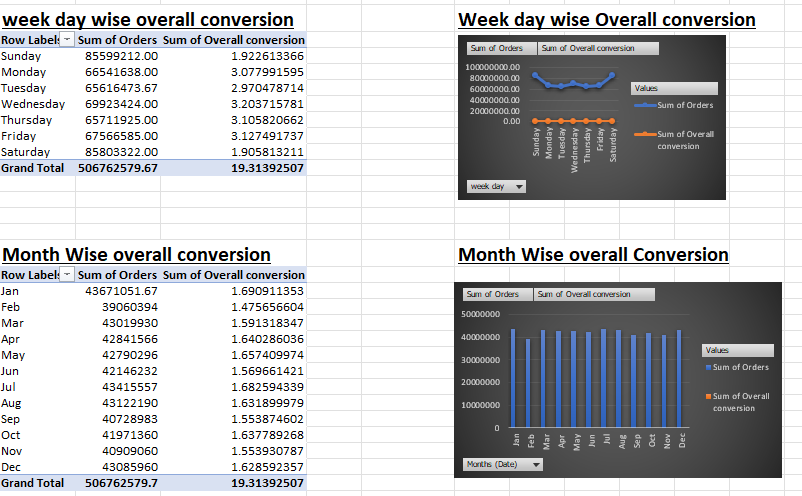 week day wise overall conversion
Row Labels Sum of Orders Sum of Overall conversion
Sunday 85599212.00 1.922613366
Monday 66541638.00 3.077991595
Tuesday 65616473.67 2.970478714
Wednesday 69923424.00 3.203715781
Thursday 65711925.00 3.105820662
Friday 67566585.00 3.127491737
Saturday 85803322.00 1.905813211
Grand Total 506762579.67 19.31392507
Week day wise Overall conversion
Sum of Orders Sum of Overall conversion
100000000.00
80000000.00
60000000.00
40000000.00
20000000.00
0.00
Sunday
Monday
Tuesday
Wednesday
Thursday
Friday
Saturday
Values
Sum of Orders
Sum of Overall
conversion
week day
Month Wise overall conversion
Row Labels Sum of Orders Sum of Overall conversion
Jan 43671051.67 1.690911353
Feb 39060394 1.475656604
Mar 43019930 1.591318347
Apr 42841566 1.640286036
May 42790296 1.657409974
Jun 42146232 1.569661421
Jul 43415557 1.682594339
Aug 43122190 1.631899979
Sep 40728983 1.553874602
Oct 41971360 1.637789268
Nov 40909060 1.553930787
Dec 43085960 1.628592357
Grand Total 506762579.7 19.31392507
Month Wise overall Conversion
Sum of Orders Sum of Overall conversion
50000000
40000000
30000000
20000000
10000000
0
Jan
Feb
Mar
Apr
May
Jun
Jul
Aug
Sep
Oct
Nov
Dec
Values
Sum of Orders
Sum of Overall
conversion
Months (Date)